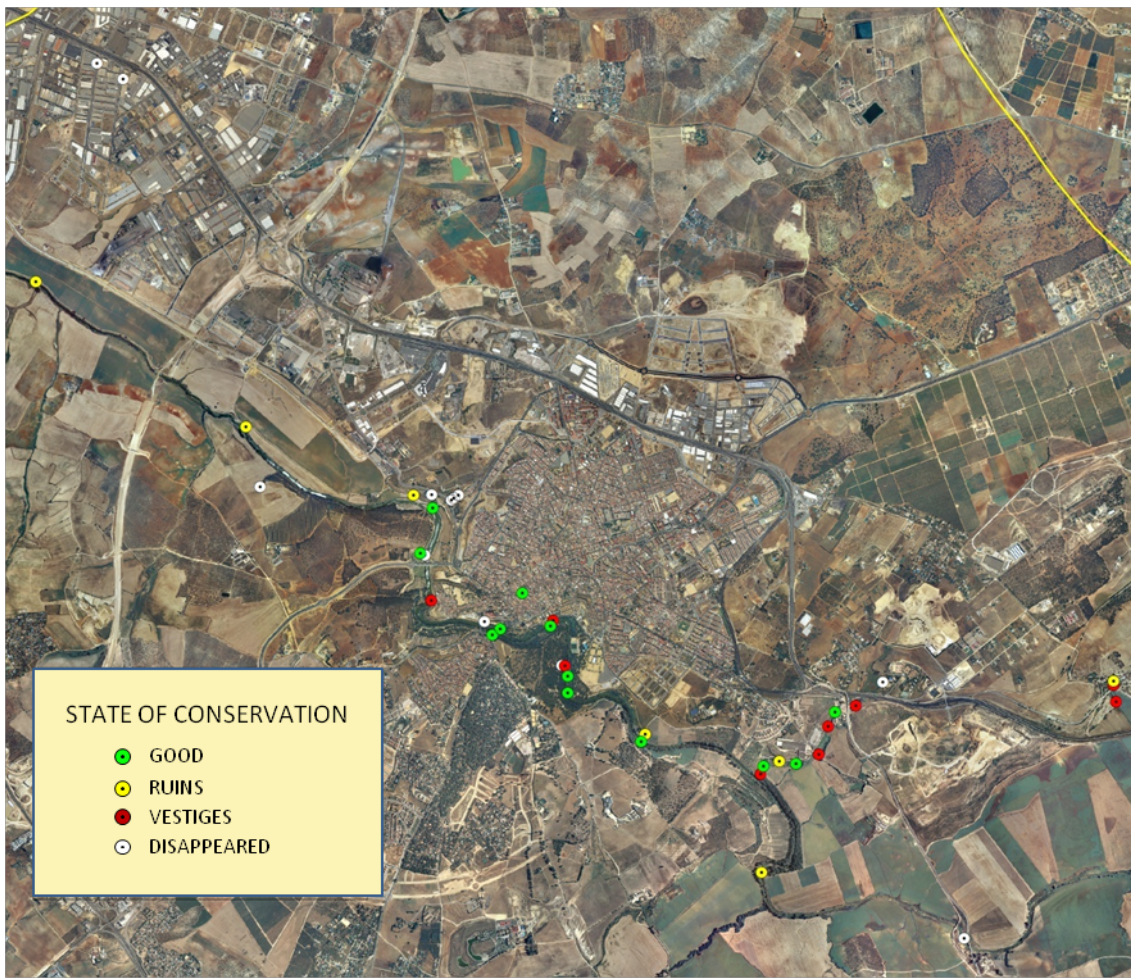 STATE OF CONSERVATION
GOOD
RUINS
VESTIGES
DISAPPEARED